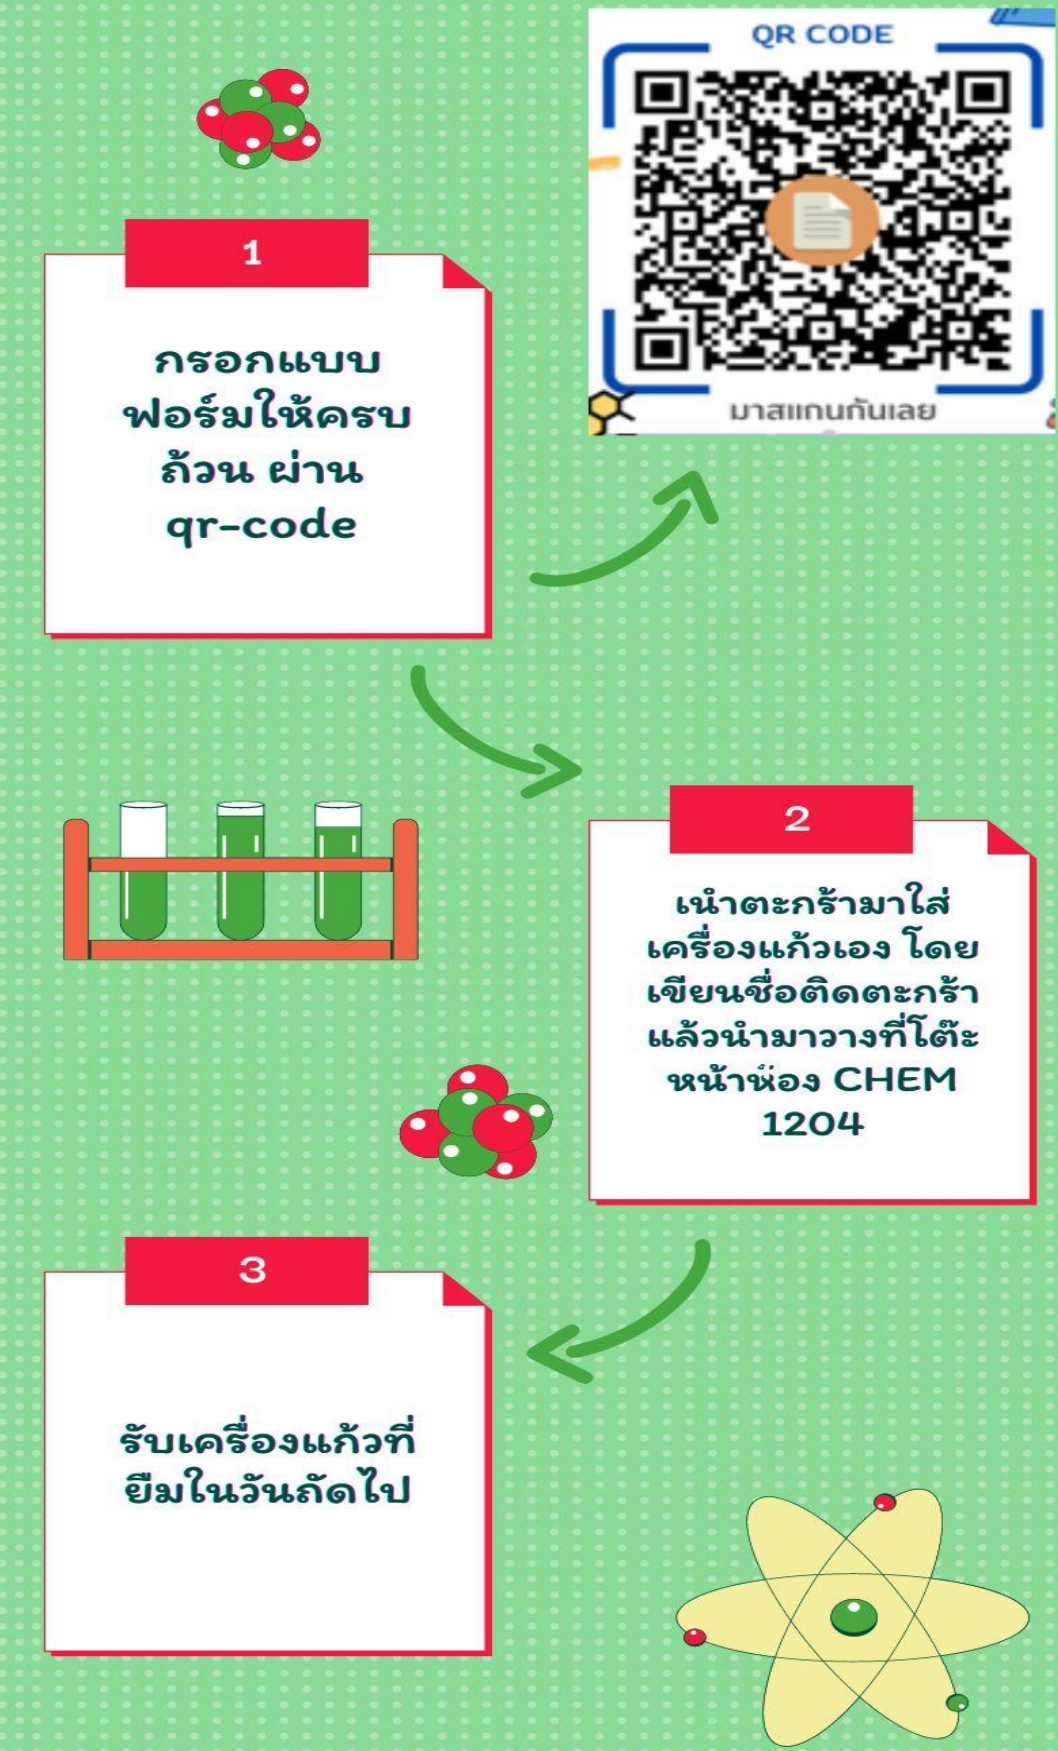 QR CODE
มาสแกนกันเลย
1
กรอกแบบ
ฟอร์มให้ครบ
ถ้วน ผ่าน
qr-code
2
เนำตะกร้ามาใส่
เครื่องแก้วเอง โดย
เขียนชื่อติดตะกร้า
แล้วนำมาวางที่โต๊ะ
หน้าห้อง CHEM
1204
3
รับเครื่องแก้วที่
ยืมในวันถัดไป